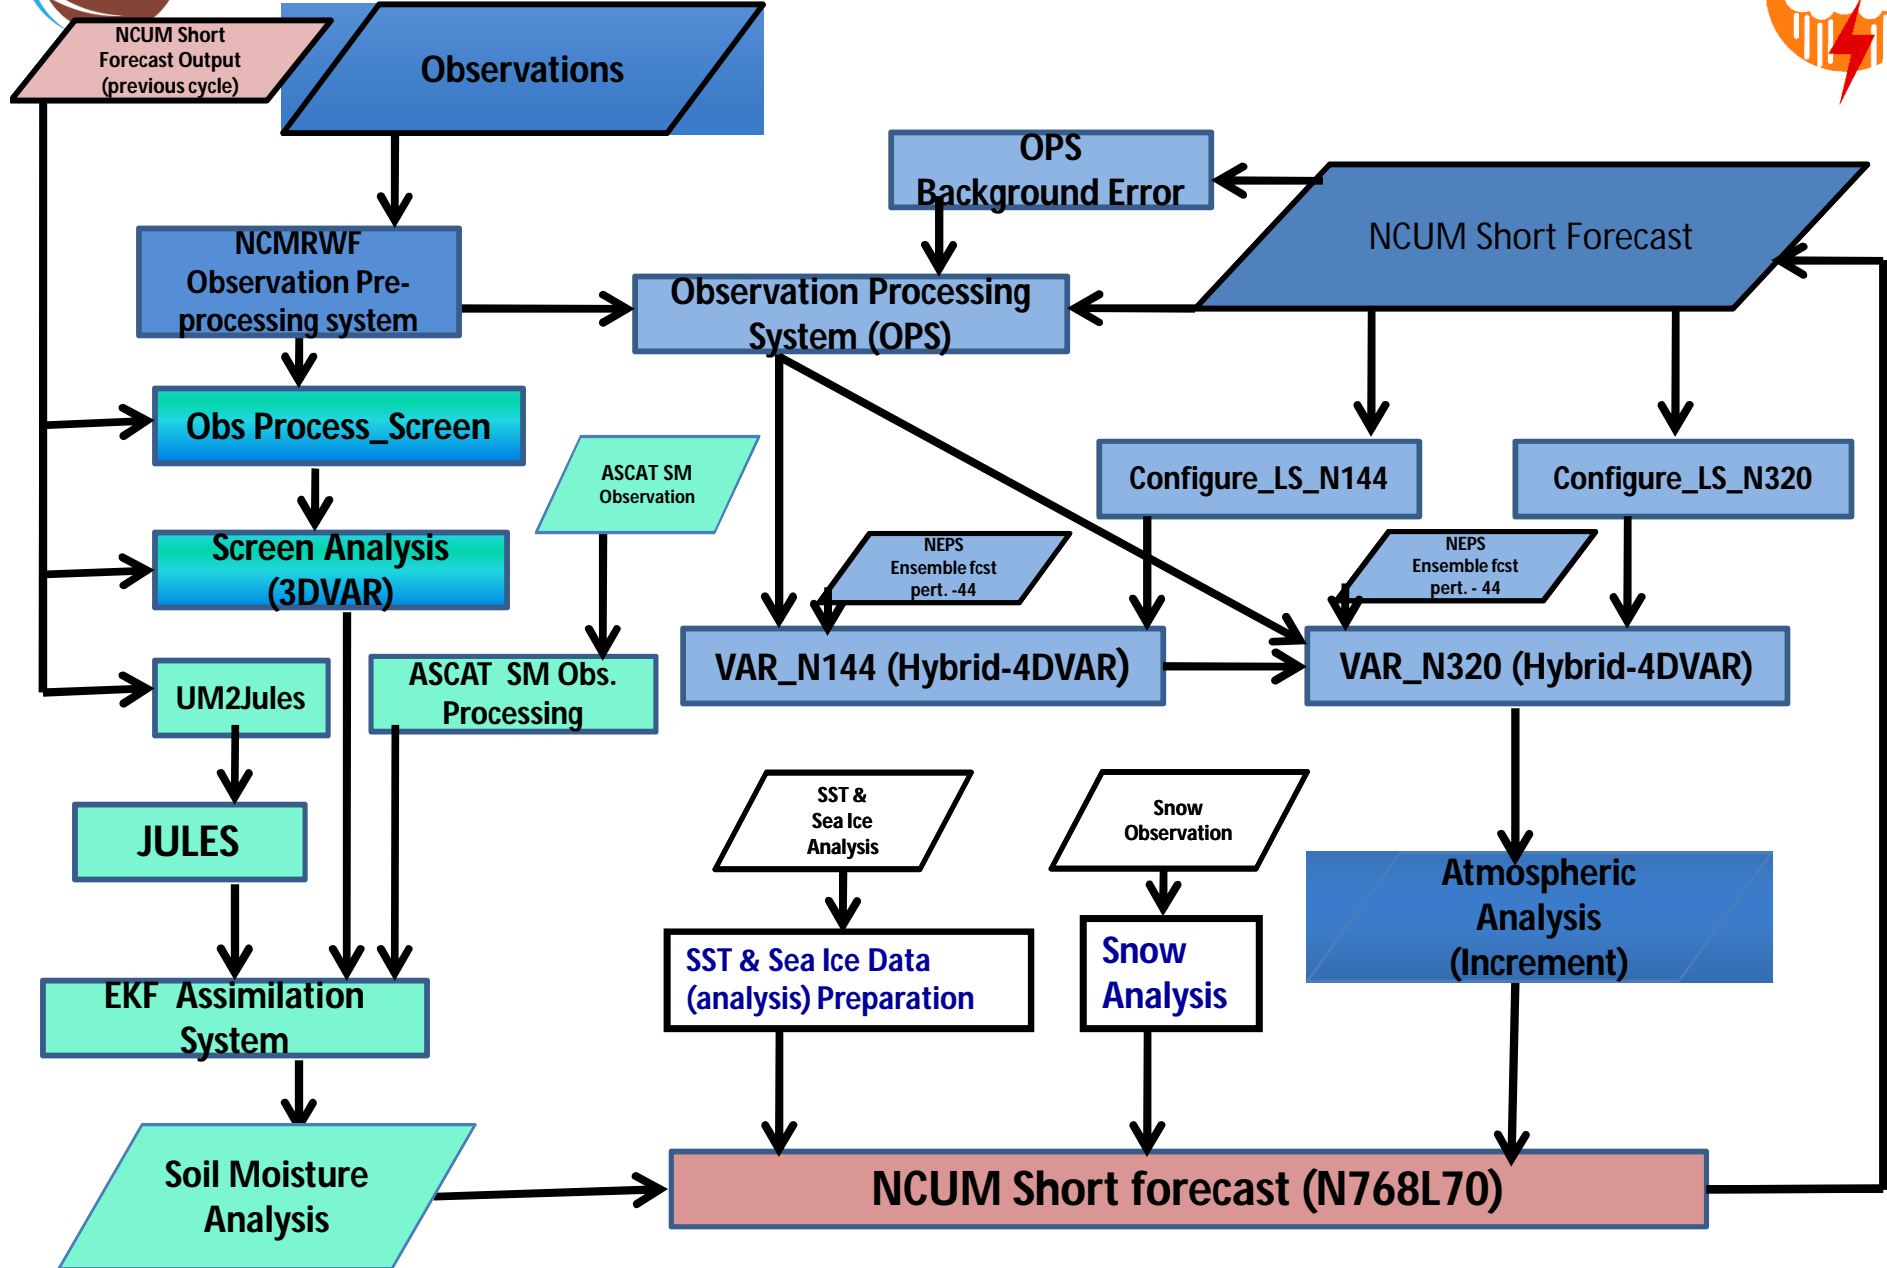 NCUM Short
Forecast Output
(previous cycle)
Observations
OPS
Background Error
NCUM Short Forecast
NCMRWF
Observation Pre-
processing system
Observation Processing
System (OPS)
Obs Process_Screen
ASCAT SM
Observation
Configure_LS_N144
Configure_LS_N320
Screen Analysis
(3DVAR)
NEPS
Ensemble fcst
pert. -44
NEPS
Ensemble fcst
pert. - 44
UM2Jules
ASCAT SM Obs.
Processing
VAR_N144 (Hybrid-4DVAR)
VAR_N320 (Hybrid-4DVAR)
JULES
SST &
Sea Ice
Analysis
Snow
Observation
Atmospheric
Analysis
(Increment)
SST & Sea Ice Data
(analysis) Preparation
Snow
Analysis
EKF Assimilation
System
Soil Moisture
Analysis
NCUM Short forecast (N768L70)